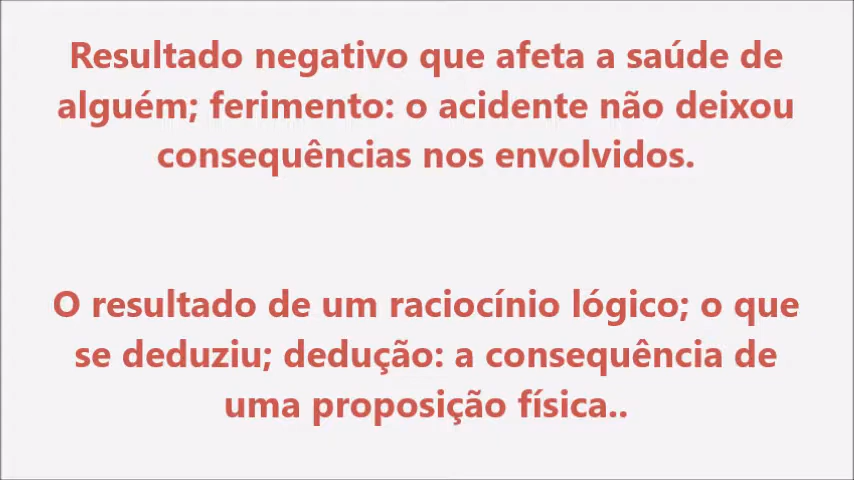 Resultado negativo que afeta a saúde de
alguém; ferimento: o acidente não deixou
consequências nos envolvidos.
O resultado de um raciocínio lógico; o que
se deduziu; dedução: a consequência de
uma proposição física..